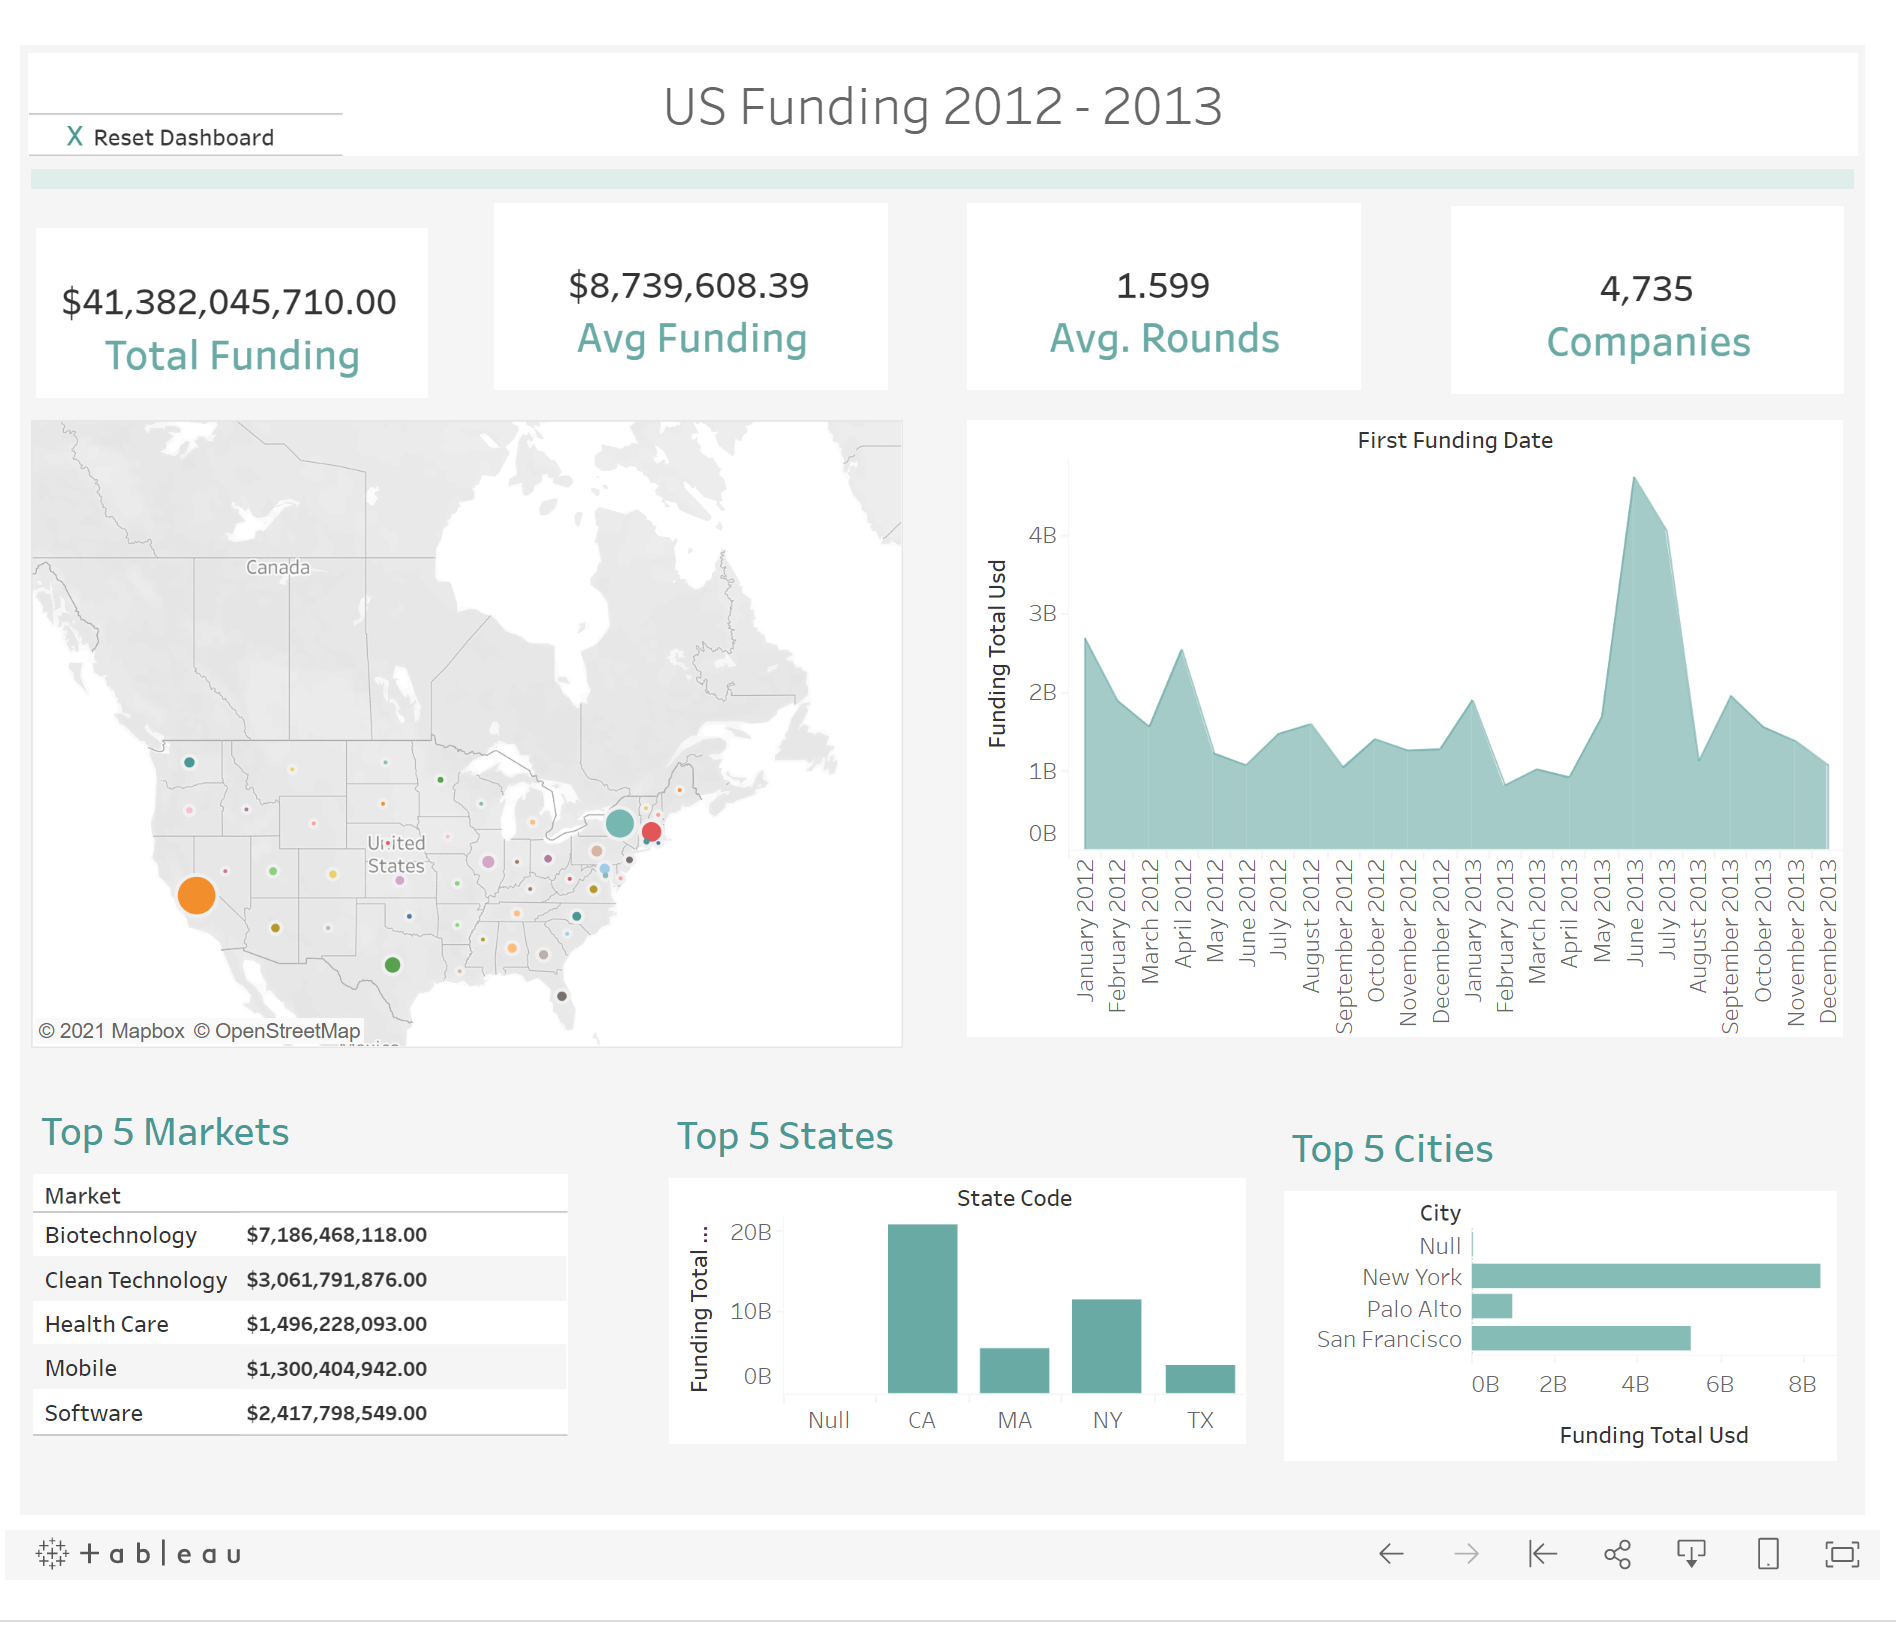 US Funding 2012 - 2013
X Reset Dashboard
$41,382,045,710.00
Total Funding
$8,739,608.39
Avg Funding
1.599
Avg. Rounds
4,735
Companies
Canada
United
States
© 2021 Mapbox © OpenStreetMap
Mexico
First Funding Date
Funding Total Usd
4B
3B
2B
1B
0B
January 2012
February 2012
March 2012
April 2012
May 2012
June 2012
July 2012
August 2012
September 2012
October 2012
November 2012
December 2012
January 2013
February 2013
March 2013
April 2013
May 2013
June 2013
July 2013
August 2013
September 2013
October 2013
November 2013
December 2013
Top 5 Markets
Market
Biotechnology $7,186,468,118.00
Clean Technology $3,061,791,876.00
Health Care $1,496,228,093.00
Mobile $1,300,404,942.00
Software $2,417,798,549.00
Top 5 States
State Code
Funding Total ...
20B
10B
0B
Null CA MA NY TX
Top 5 Cities
City
Null
New York
Palo Alto
San Francisco
0B 2B 4B 6B 8B
Funding Total Usd
+ableau